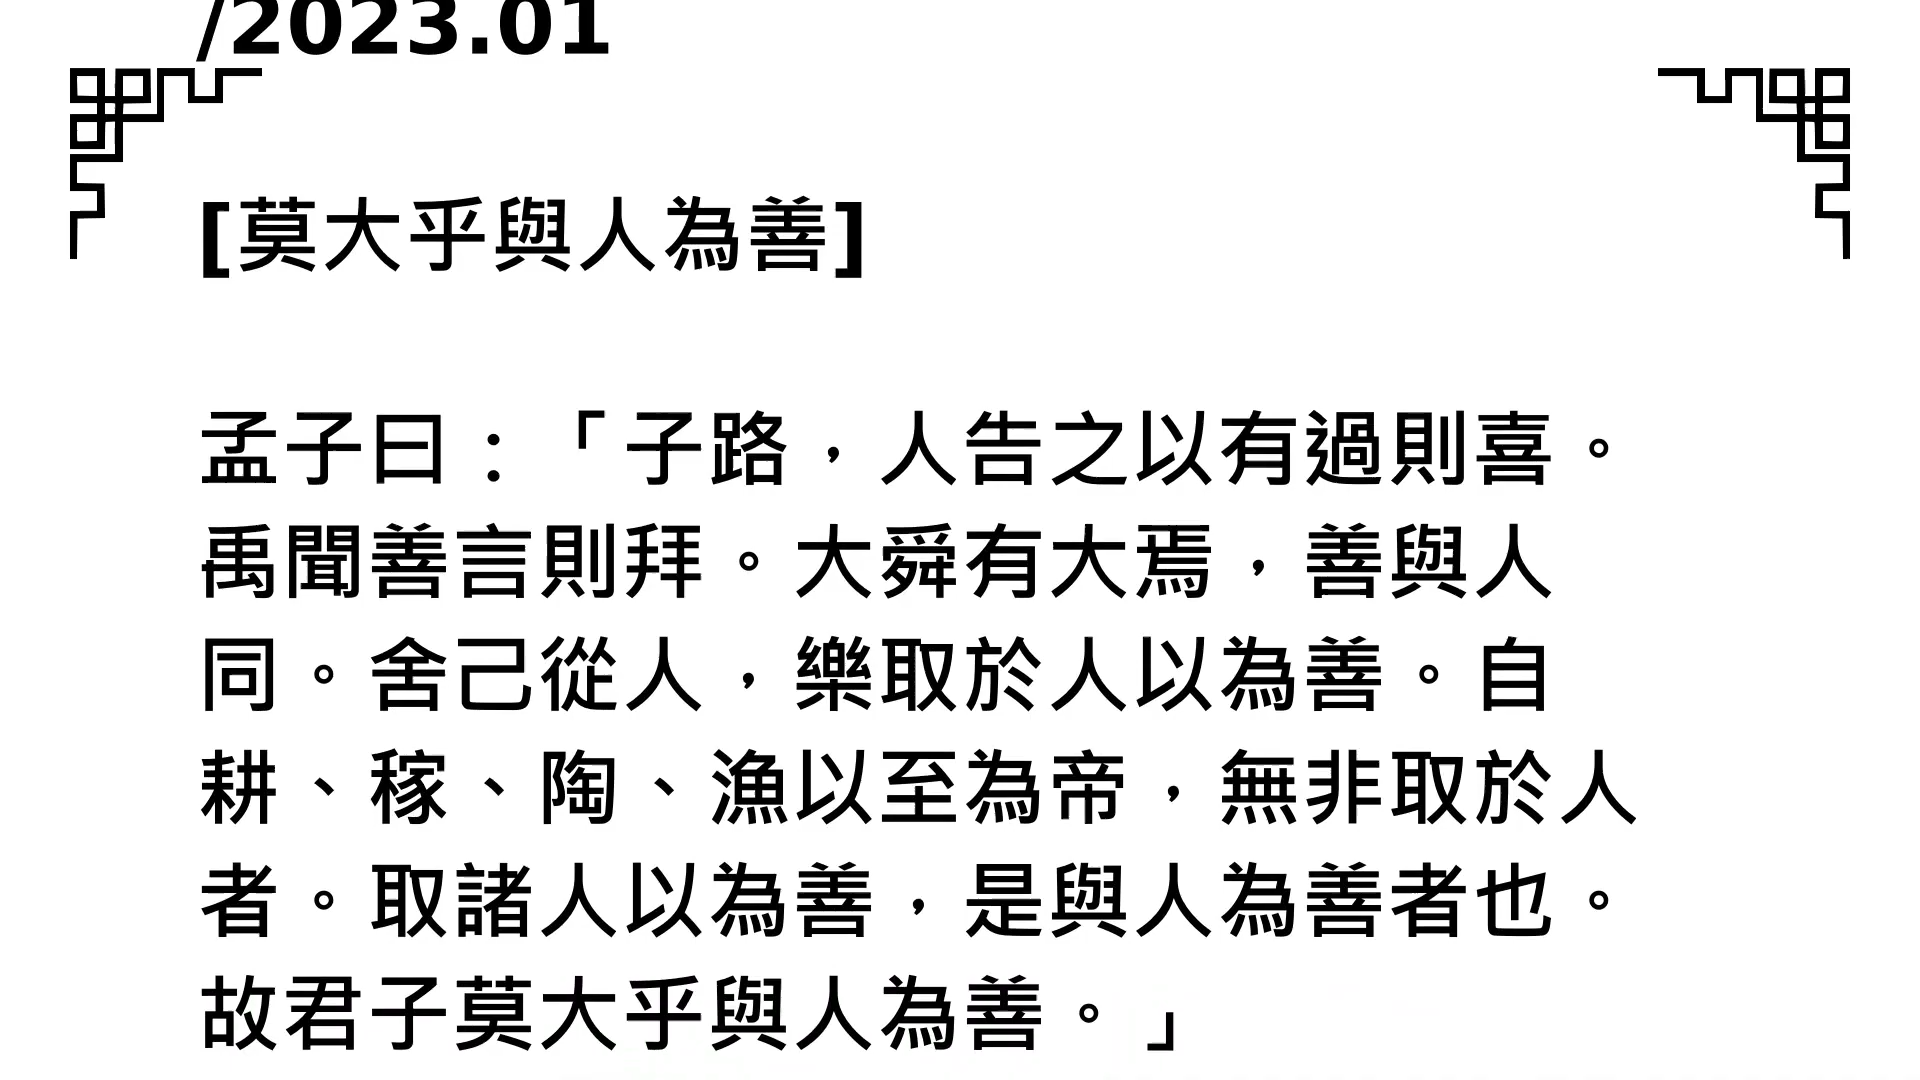 /2023.01
[莫大乎與人為善]
孟子曰：「子路，人告之以有過則喜。
禹聞善言則拜。大舜有大焉，善與人
同。舍己從人，樂取於人以為善。自
耕、稼、陶、漁以至為帝，無非取於人
者。取諸人以為善，是與人為善者也。
故君子莫大乎與人為善。」